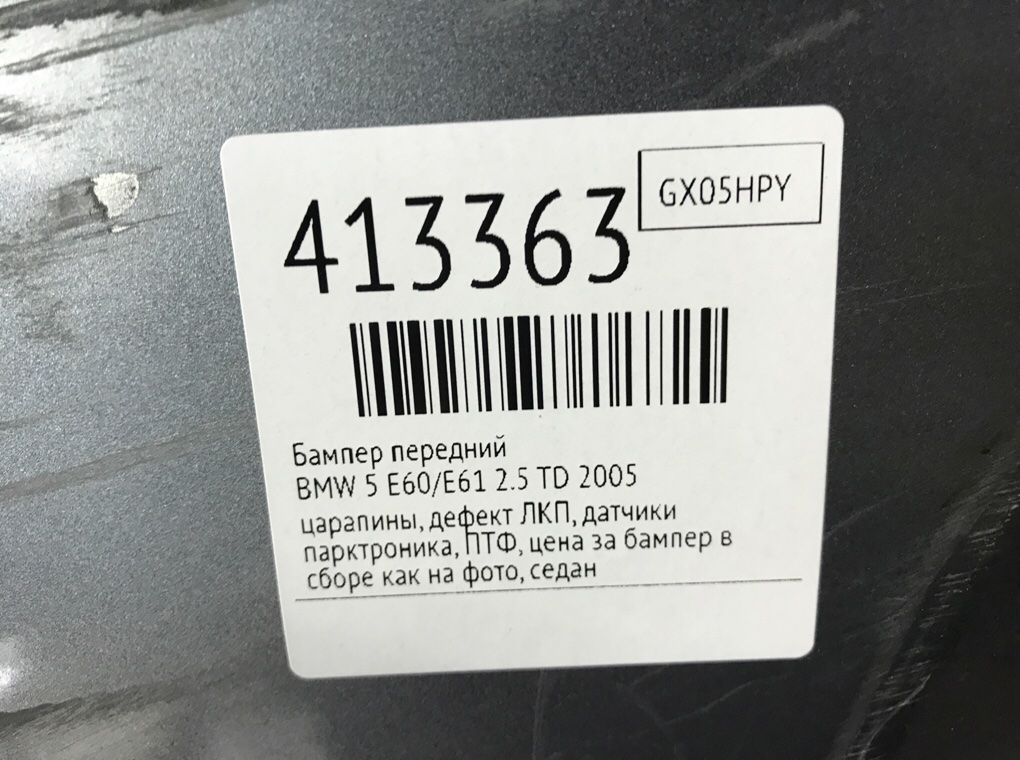 GX05HPY
413363
Бампер передний
BMW 5 E60/E61 2.5 TD 2005
царапины, дефект ЛКП, датчики
парктроника, ПТФ, цена за бампер в
сборе как на фото, седан